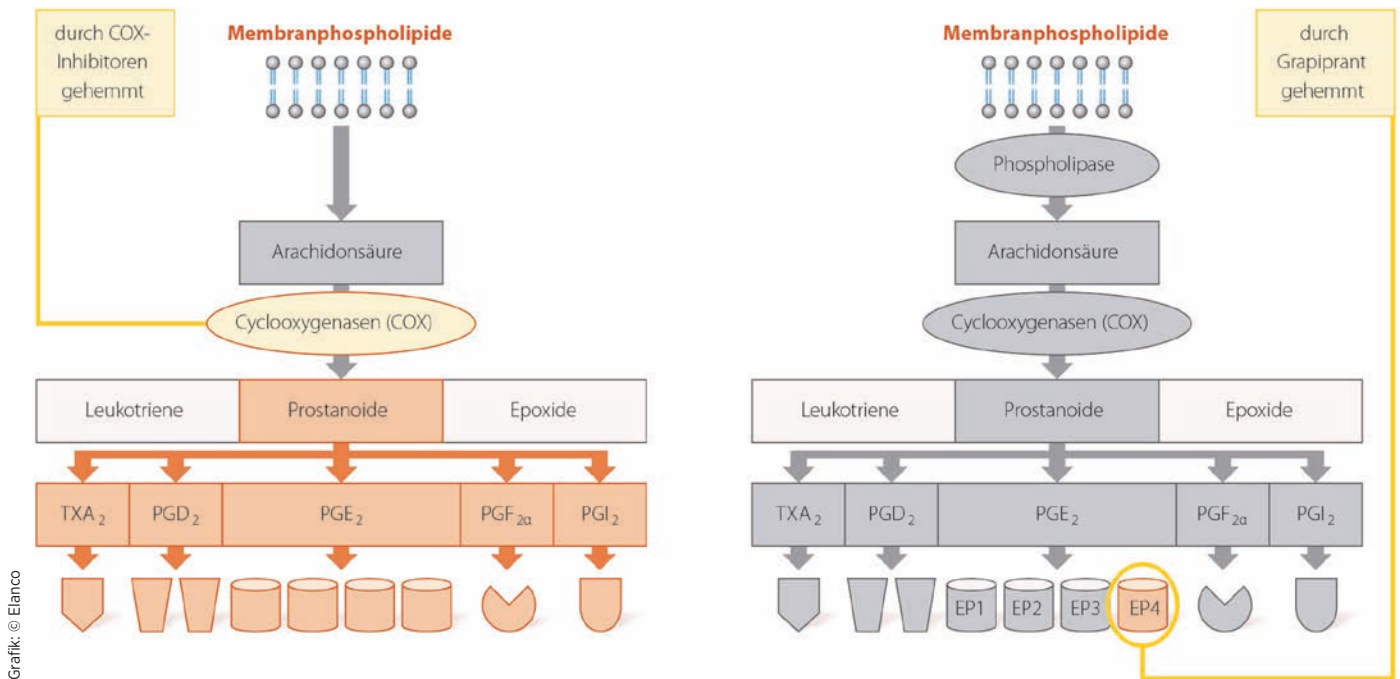 durch COX-
Inhibitoren
gehemmt
Membranphospholipide
Arachidonsäure
Cyclooxygenasen (COX)
Leukotriene
Prostanoide
Epoxide
TXA₂
PGD₂
PGE₂
PGF₂α
PGI₂
Membranphospholipide
durch
Grapiprant
gehemmt
Phospholipase
Arachidonsäure
Cyclooxygenasen (COX)
Leukotriene
Prostanoide
Epoxide
TXA₂
PGD₂
PGE₂
PGF₂α
PGI₂
EP1
EP2
EP3
EP4
Grafik: © Elanco